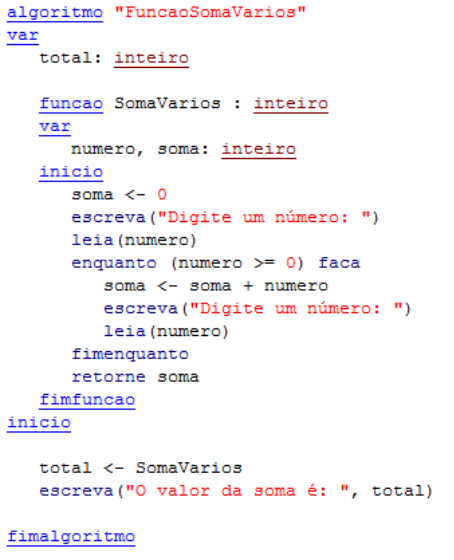 algoritmo "FuncaoSomaVarios"
var
   total: inteiro

   funcao SomaVarios : inteiro
   var
      numero, soma: inteiro
   inicio
      soma <- 0
      escreva("Digite um número: ")
      leia(numero)
      enquanto (numero >= 0) faca
         soma <- soma + numero
         escreva("Digite um número: ")
         leia(numero)
      fimenquanto
      retorne soma
   fimfuncao
inicio

   total <- SomaVarios
   escreva("O valor da soma é: ", total)

fimalgoritmo